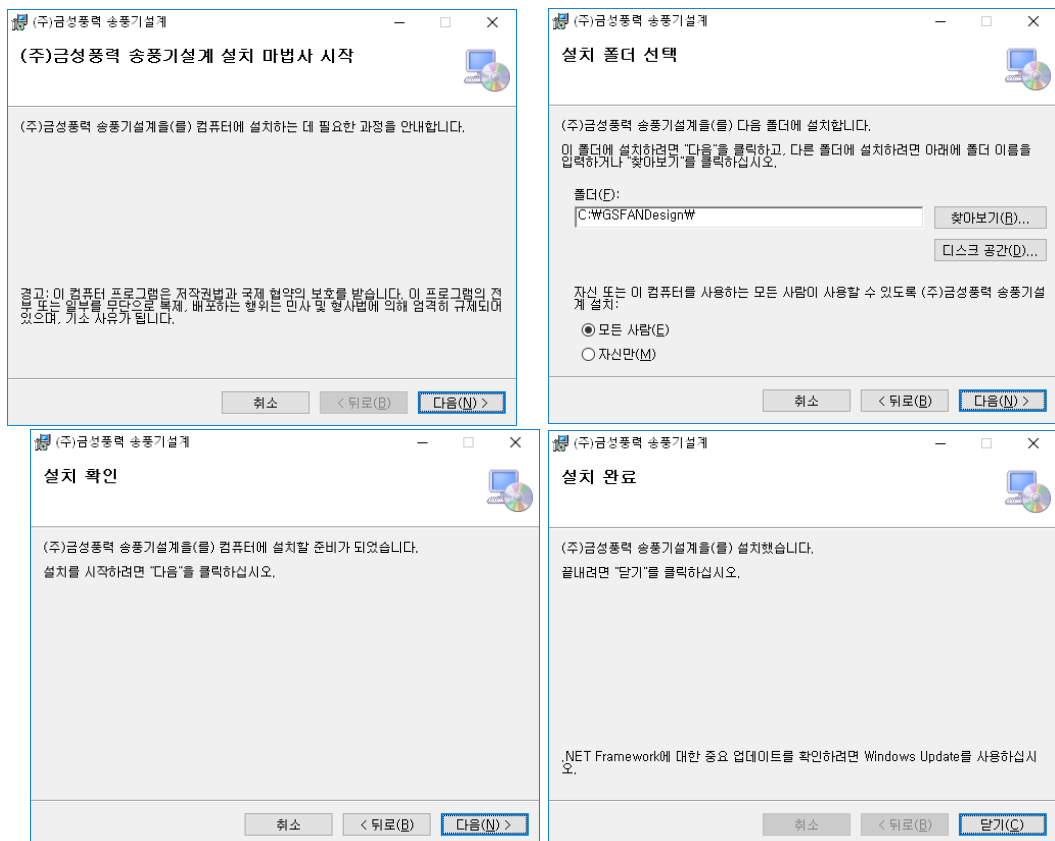 (주)금성풍력 송풍기설계
(주)금성풍력 송풍기설계 설치 마법사 시작
(주)금성풍력 송풍기설계을(를) 컴퓨터에 설치하는 데 필요한 과정을 안내합니다.
경고: 이 컴퓨터 프로그램은 저작권법과 국제 협약의 보호를 받습니다. 이 프로그램의 전
부 또는 일부를 무단으로 복제, 배포하는 행위는 민사 및 형사법에 의해 엄격히 규제되어
있으며, 기소 사유가 됩니다.
취소
< 뒤로(B)
다음(N) >
(주)금성풍력 송풍기설계
설치 폴더 선택
(주)금성풍력 송풍기설계을(를) 다음 폴더에 설치합니다.
이 폴더에 설치하려면 "다음"을 클릭하고, 다른 폴더에 설치하려면 아래에 폴더 이름을
입력하거나 "찾아보기"를 클릭하십시오.
폴더(F):
C:₩GSFANDesign₩
찾아보기(R)...
디스크 공간(D)...
자신 또는 이 컴퓨터를 사용하는 모든 사람이 사용할 수 있도록 (주)금성풍력 송풍기설
계 설치:
모든 사람(E)
자신만(M)
취소
< 뒤로(B)
다음(N) >
(주)금성풍력 송풍기설계
설치 확인
(주)금성풍력 송풍기설계을(를) 컴퓨터에 설치할 준비가 되었습니다.
설치를 시작하려면 "다음"을 클릭하십시오.
취소
< 뒤로(B)
다음(N) >
(주)금성풍력 송풍기설계
설치 완료
(주)금성풍력 송풍기설계을(를) 설치했습니다.
끝내려면 "닫기"를 클릭하십시오.
.NET Framework에 대한 중요 업데이트를 확인하려면 Windows Update를 사용하십시
오.
취소
< 뒤로(B)
닫기(C)